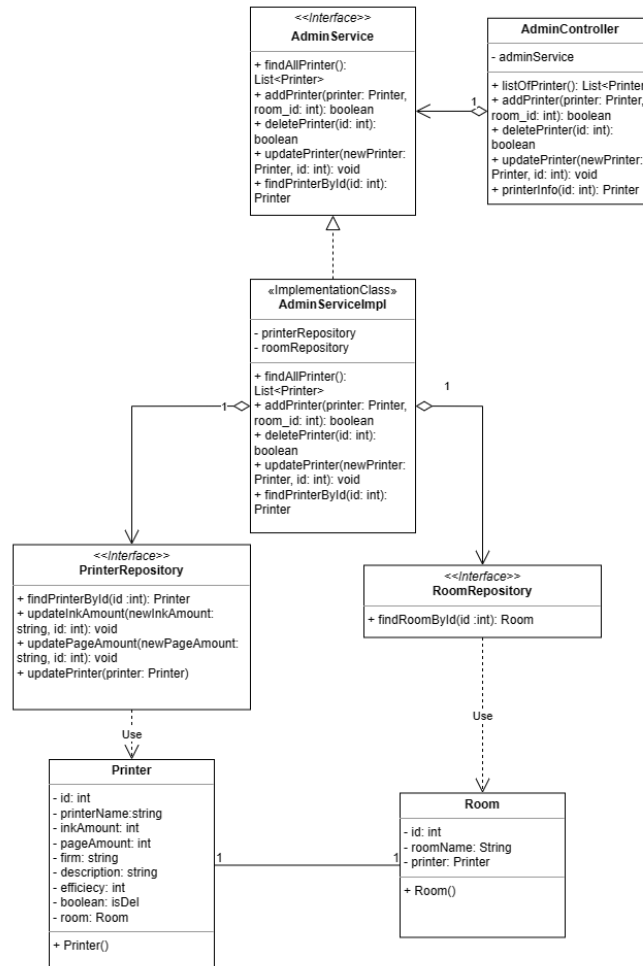 <<Interface>>
AdminService
+ findAllPrinter():
List<Printer>
+ addPrinter(printer: Printer,
room_id: int): boolean
+ deletePrinter(id: int):
boolean
+ updatePrinter(newPrinter:
Printer, id: int): void
+ findPrinterById(id: int):
Printer
AdminController
- adminService
+ listOfPrinter(): List<Printer
+ addPrinter(printer: Printer,
room_id: int): boolean
+ deletePrinter(id: int):
boolean
+ updatePrinter(newPrinter:
Printer, id: int): void
+ printerInfo(id: int): Printer
1
«ImplementationClass»
AdminServiceImpl
- printerRepository
- roomRepository
+ findAllPrinter():
List<Printer>
+ addPrinter(printer: Printer,
room_id: int): boolean
+ deletePrinter(id: int):
boolean
+ updatePrinter(newPrinter:
Printer, id: int): void
+ findPrinterById(id: int):
Printer
1
1
<<Interface>>
PrinterRepository
+ findPrinterById(id :int): Printer
+ updateInkAmount(newInkAmount:
string, id: int): void
+ updatePageAmount(newPageAmount:
string, id: int): void
+ updatePrinter(printer: Printer)
<<Interface>>
RoomRepository
+ findRoomById(id :int): Room
Use
Use
Printer
- id: int
- printerName:string
- inkAmount: int
- pageAmount: int
- firm: string
- description: string
- efficiecy: int
- boolean: isDel
- room: Room
+ Printer()
1
1
Room
- id: int
- roomName: String
- printer: Printer
+ Room()